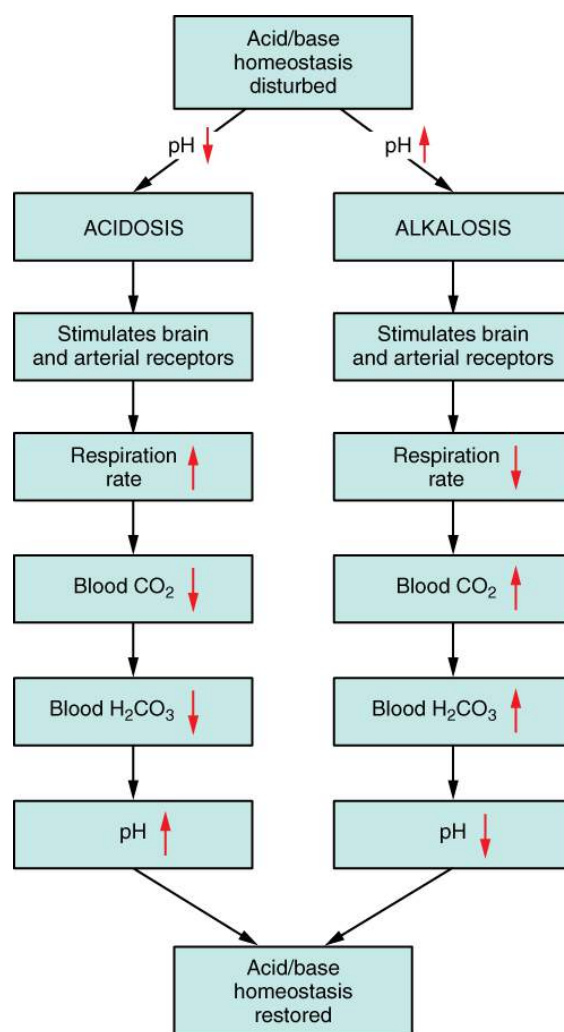 Acid/base
homeostasis
disturbed
pH
pH
ACIDOSIS
ALKALOSIS
Stimulates brain
and arterial receptors
Stimulates brain
and arterial receptors
Respiration
rate
Respiration
rate
Blood CO₂
Blood CO₂
Blood H₂CO₃
Blood H₂CO₃
pH
pH
Acid/base
homeostasis
restored